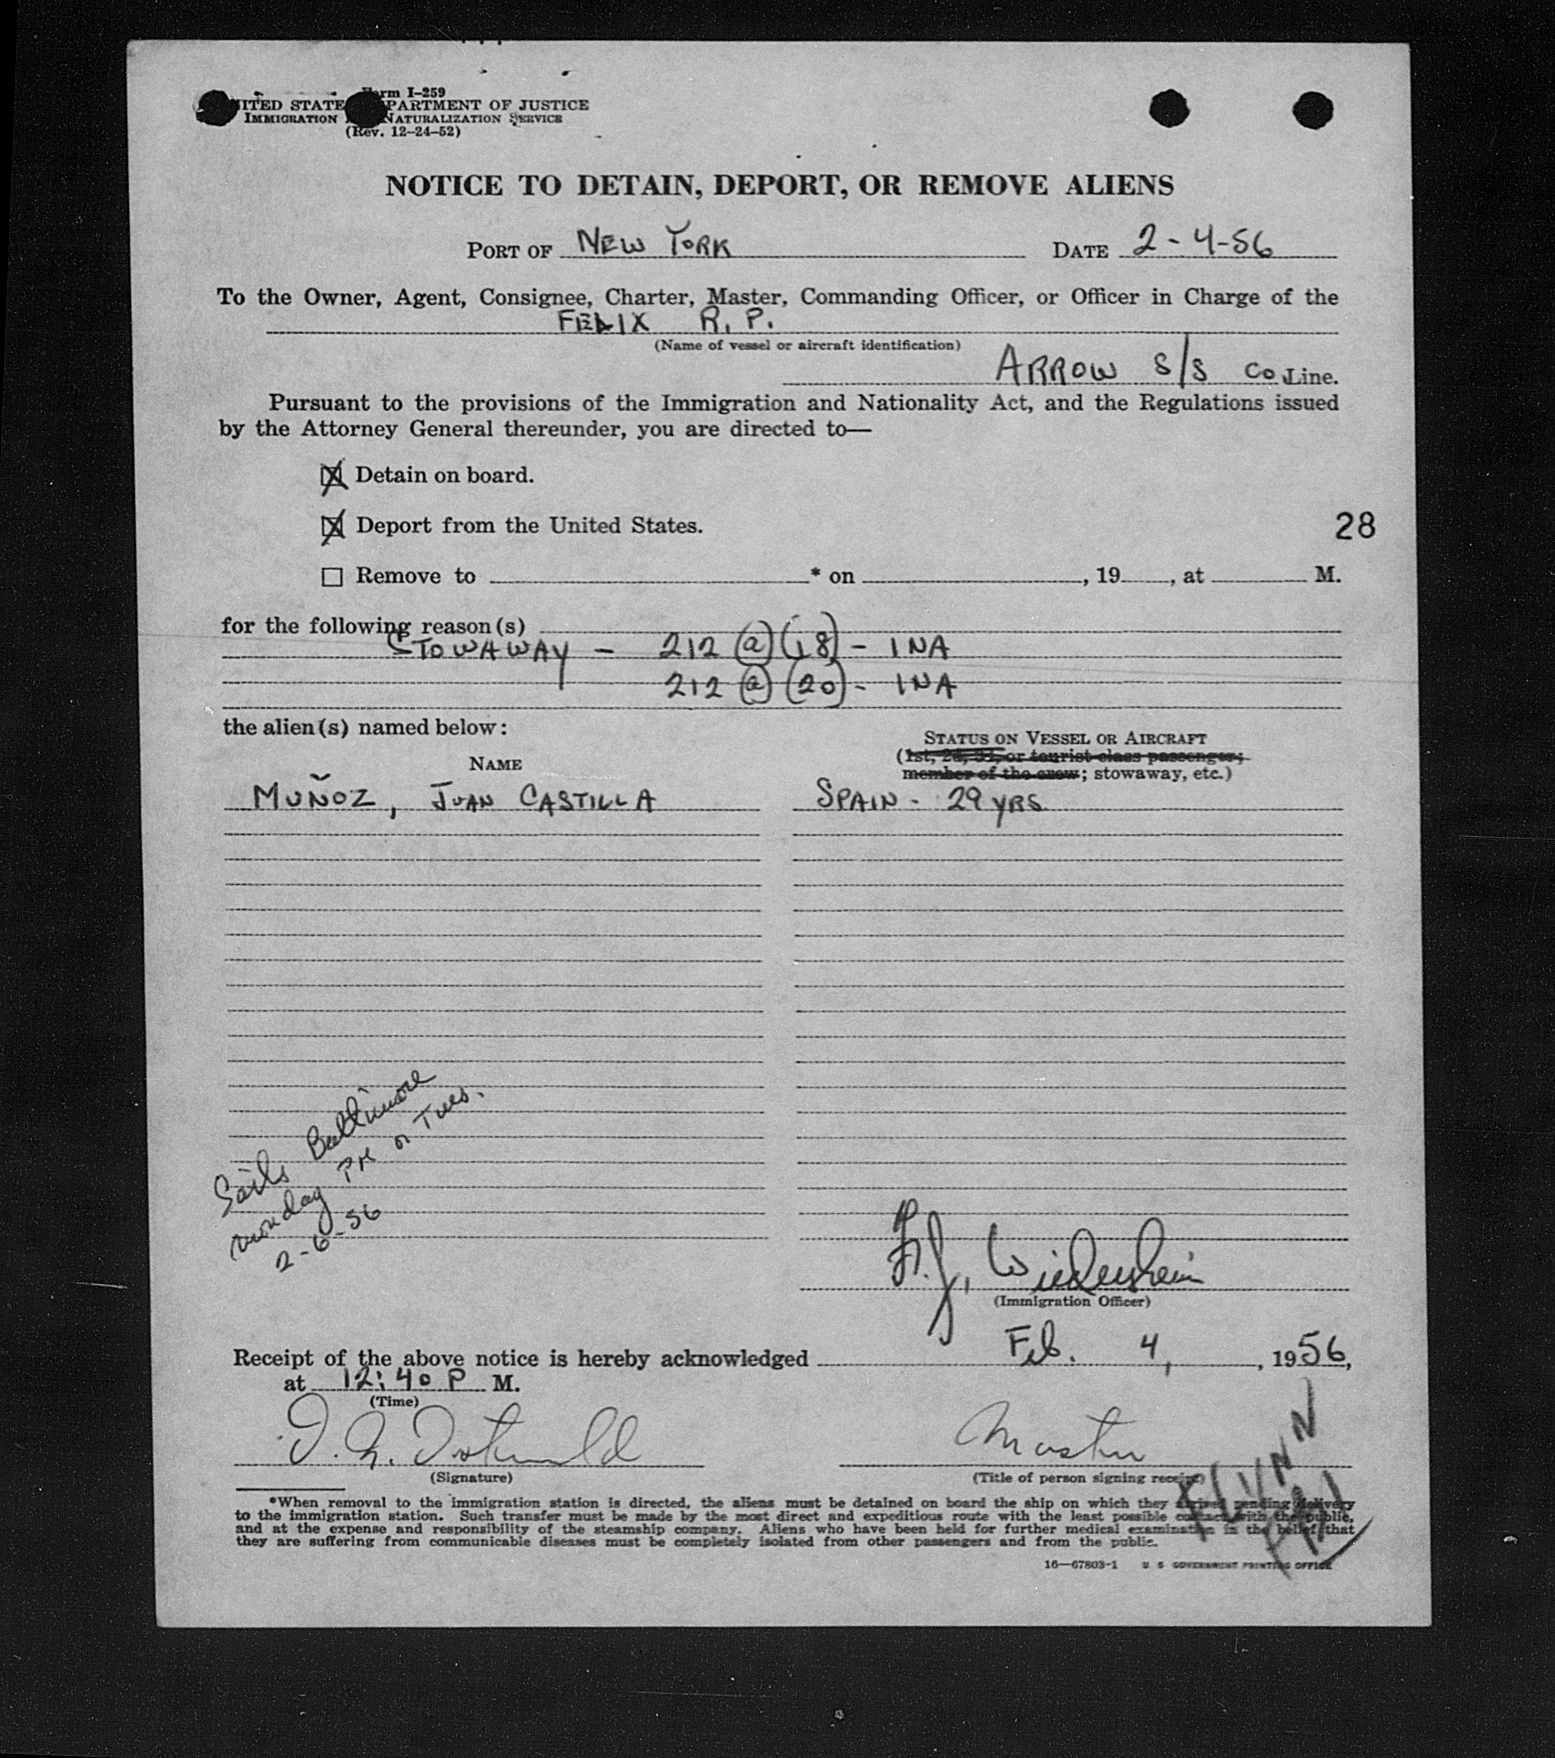 Form I-259
UNITED STATES DEPARTMENT OF JUSTICE
IMMIGRATION AND NATURALIZATION SERVICE
(Rev. 12-24-52)
NOTICE TO DETAIN, DEPORT, OR REMOVE ALIENS
PORT OF NEW YORK DATE 2-4-56
To the Owner, Agent, Consignee, Charter, Master, Commanding Officer, or Officer in Charge of the
FELIX R. P.
(Name of vessel or aircraft identification)
ARROW S/S CO. Line.
Pursuant to the provisions of the Immigration and Nationality Act, and the Regulations issued
by the Attorney General thereunder, you are directed to—
Detain on board.
Deport from the United States.
28
Remove to * on , 19 , at M.
for the following reason(s)
STOWAWAY - 212 (a) (18) - INA
212 (a) (20) - INA
the alien(s) named below:
STATUS ON VESSEL OR AIRCRAFT
(1st, 2d, 3d, or tourist class passenger;
NAME
member of the crew; stowaway, etc.)
MUÑOZ, JUAN CASTILLA SPAIN - 29 YRS
Sails Baltimore
Monday PM or Tues.
2-6-56
F.J. Wiedersheim
(Immigration Officer)
Receipt of the above notice is hereby acknowledged Feb. 4, 1956,
at 12:40 P M.
(Time)
Master
(Signature) (Title of person signing receipt)
FLYNN
*When removal to the immigration station is directed, the aliens must be detained on board the ship on which they arrived pending delivery
to the immigration station. Such transfer must be made by the most direct and expeditious route with the least possible contact with the public,
and at the expense and responsibility of the steamship company. Aliens who have been held for further medical examination in the belief that
they are suffering from communicable diseases must be completely isolated from other passengers and from the public.
16—67803-1 U. S. GOVERNMENT PRINTING OFFICE